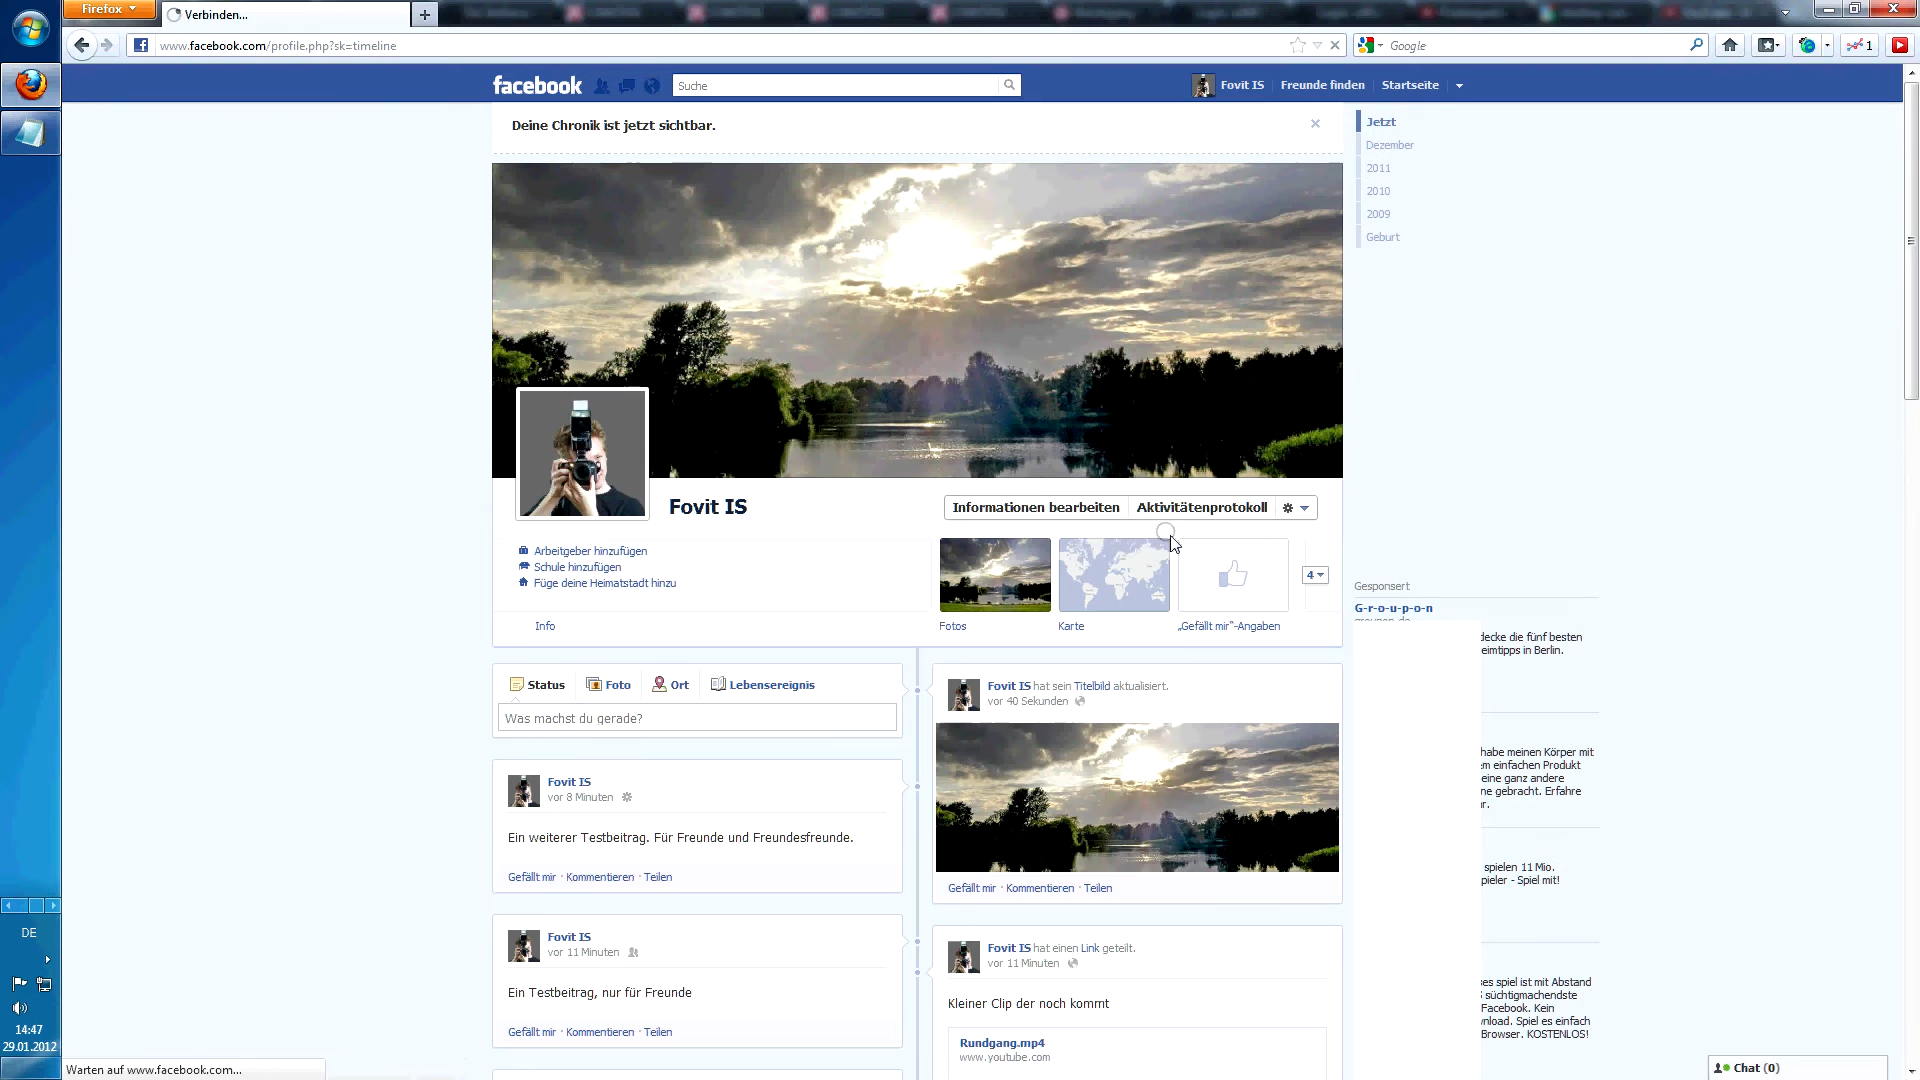 Firefox
Verbinden...
www.facebook.com/profile.php?sk=timeline
Google
1
facebook
Suche
Fovit IS
Freunde finden
Startseite
Deine Chronik ist jetzt sichtbar.
Jetzt
Dezember
2011
2010
2009
Geburt
Fovit IS
Informationen bearbeiten
Aktivitätenprotokoll
Arbeitgeber hinzufügen
Schule hinzufügen
Füge deine Heimatstadt hinzu
Info
Fotos
Karte
„Gefällt mir“-Angaben
4
Gesponsert
G-r-o-u-p-o-n
decke die fünf besten
eimtipps in Berlin.
habe meinen Körper mit
em einfachen Produkt
eine ganz andere
ne gebracht. Erfahre
r.
spielen 11 Mio.
pieler - Spiel mit!
ses spiel ist mit Abstand
süchtigmachendste
Facebook. Kein
wnload. Spiel es einfach
Browser. KOSTENLOS!
Status
Foto
Ort
Lebensereignis
Was machst du gerade?
Fovit IS
vor 8 Minuten
Ein weiterer Testbeitrag. Für Freunde und Freundesfreunde.
Gefällt mir · Kommentieren · Teilen
Fovit IS
vor 11 Minuten
Ein Testbeitrag, nur für Freunde
Gefällt mir · Kommentieren · Teilen
Fovit IS hat sein Titelbild aktualisiert.
vor 40 Sekunden
Gefällt mir · Kommentieren · Teilen
Fovit IS hat einen Link geteilt.
vor 11 Minuten
Kleiner Clip der noch kommt
Rundgang.mp4
www.youtube.com
DE
14:47
29.01.2012
Warten auf www.facebook.com...
Chat (0)